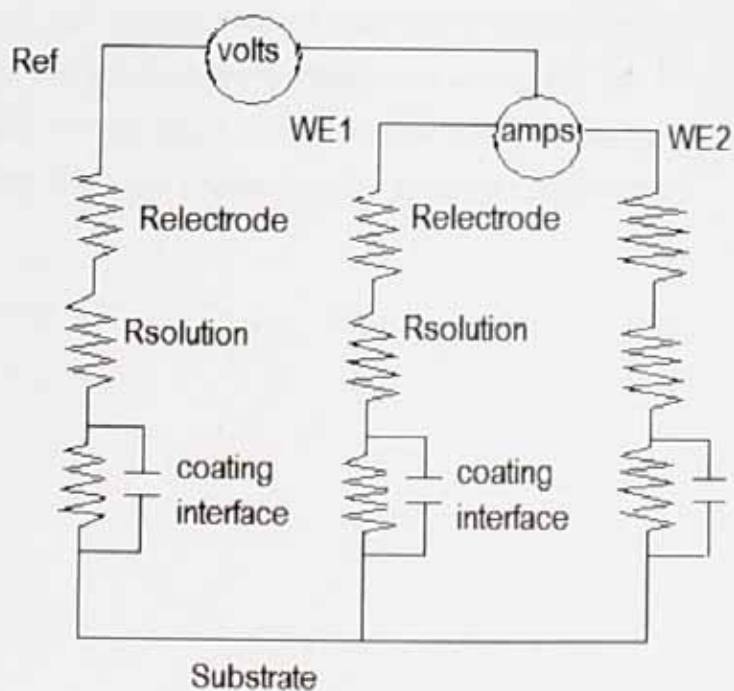 Ref
volts
WE1
amps
WE2
Relectrode
Relectrode
Rsolution
Rsolution
coating
interface
coating
interface
Substrate